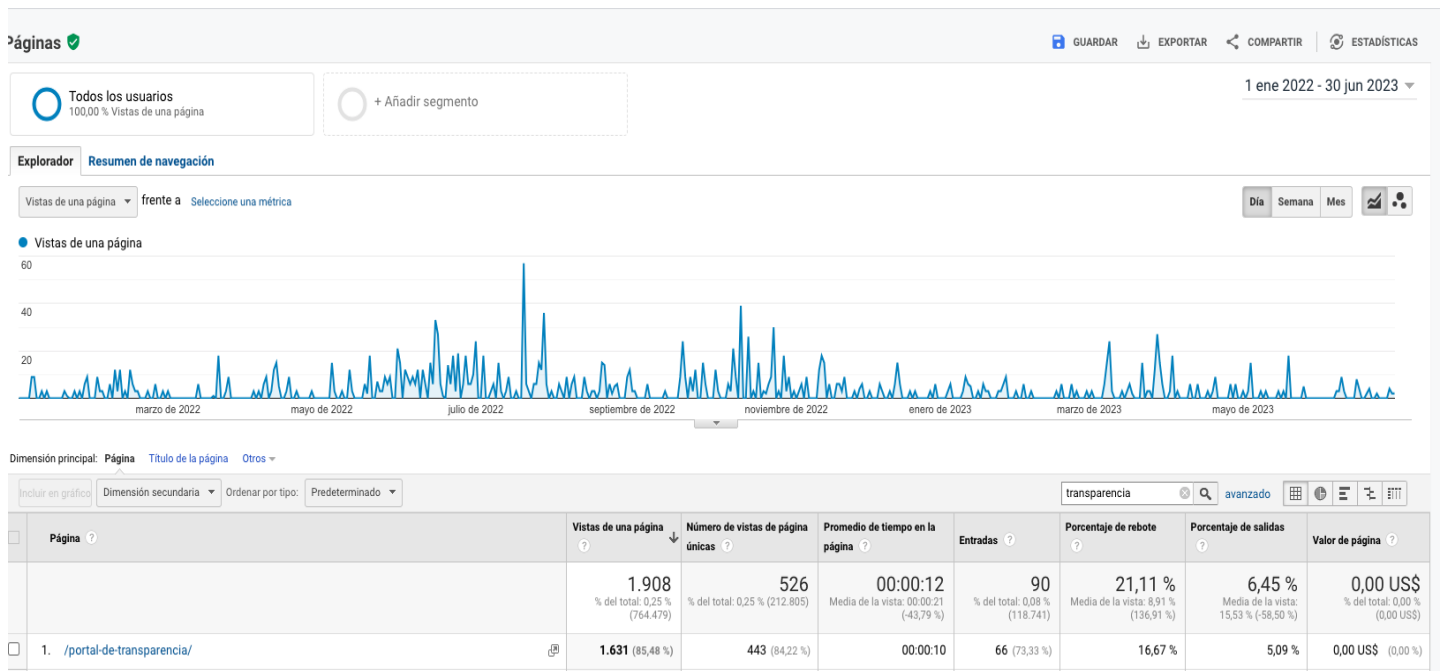 Páginas
GUARDAR EXPORTAR COMPARTIR ESTADÍSTICAS
Todos los usuarios
100,00 % Vistas de una página
+ Añadir segmento
1 ene 2022 - 30 jun 2023
Explorador Resumen de navegación
Vistas de una página frente a Seleccione una métrica
Día Semana Mes
Vistas de una página
60
40
20
marzo de 2022 mayo de 2022 julio de 2022 septiembre de 2022 noviembre de 2022 enero de 2023 marzo de 2023 mayo de 2023
Dimensión principal: Página Título de la página Otros
Incluir en gráfico Dimensión secundaria Ordenar por tipo: Predeterminado transparencia avanzado
Página ?
Vistas de una página ?
Número de vistas de página únicas ?
Promedio de tiempo en la página ?
Entradas ?
Porcentaje de rebote ?
Porcentaje de salidas ?
Valor de página ?
1.908 526 00:00:12 90 21,11 % 6,45 % 0,00 US$
% del total: 0,25 % % del total: 0,25 % (212.805) Media de la vista: 00:00:21 % del total: 0,08 % Media de la vista: 8,91 % Media de la vista: % del total: 0,00 %
(764.479) (-43,79 %) (118.741) (136,91 %) 15,53 % (-58,50 %) (0,00 US$)
1. /portal-de-transparencia/ 1.631 (85,48 %) 443 (84,22 %) 00:00:10 66 (73,33 %) 16,67 % 5,09 % 0,00 US$ (0,00 %)